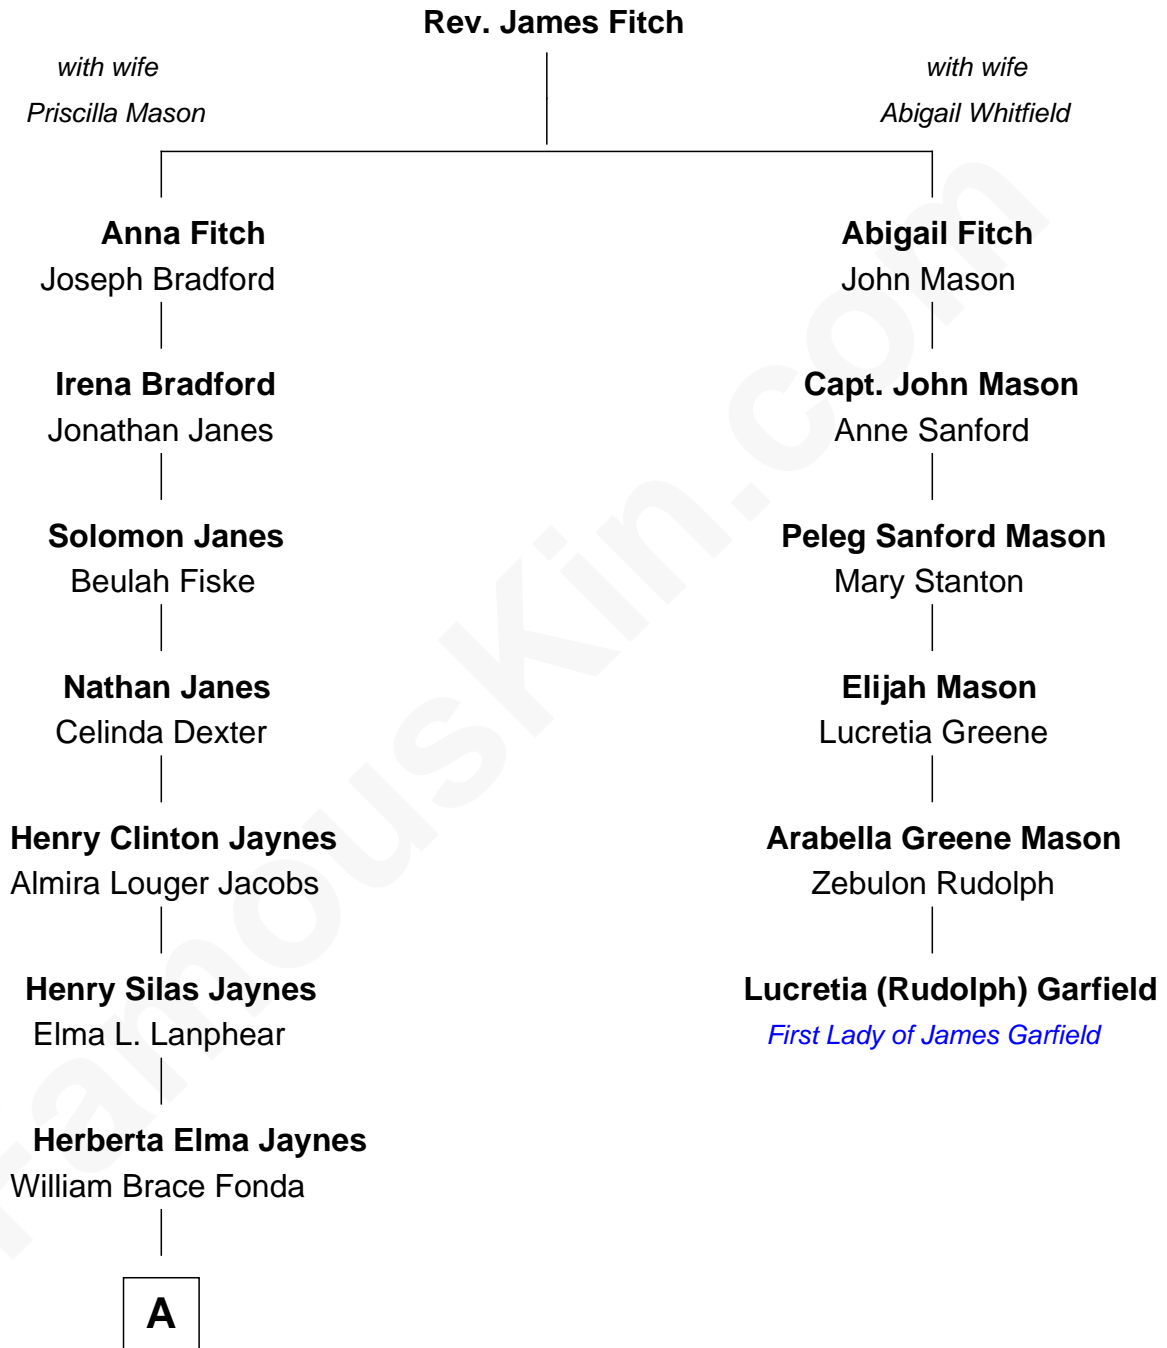 Rev. James Fitch
with wife
Priscilla Mason
with wife
Abigail Whitfield
Anna Fitch
Joseph Bradford
Abigail Fitch
John Mason
Irena Bradford
Jonathan Janes
Capt. John Mason
Anne Sanford
Solomon Janes
Beulah Fiske
Peleg Sanford Mason
Mary Stanton
Nathan Janes
Celinda Dexter
Elijah Mason
Lucretia Greene
Henry Clinton Jaynes
Almira Louger Jacobs
Arabella Greene Mason
Zebulon Rudolph
Henry Silas Jaynes
Elma L. Lanphear
Lucretia (Rudolph) Garfield
First Lady of James Garfield
Herberta Elma Jaynes
William Brace Fonda
A
FamousKin.com